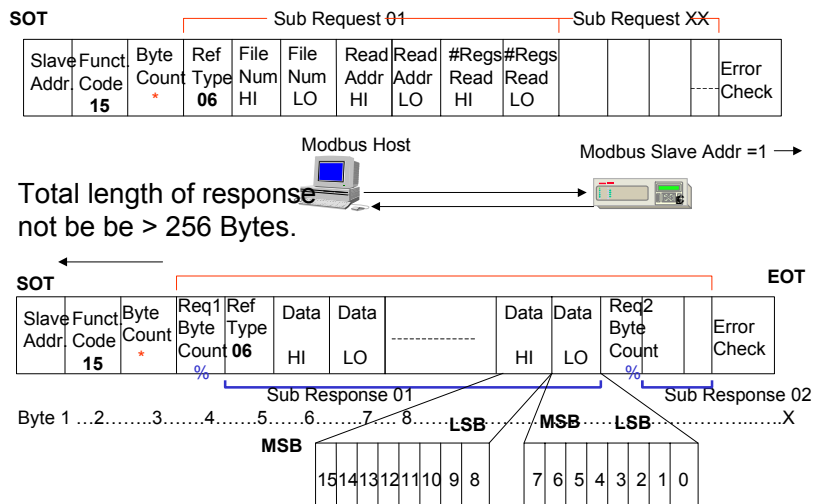 SOT
Sub Request 01
Sub Request XX
Slave Addr. Funct. Code 15 Byte Count * Ref Type 06 File Num HI File Num LO Read Addr HI Read Addr LO #Regs Read HI #Regs Read LO ----- Error Check
Modbus Host
Modbus Slave Addr =1
Total length of response
not be be > 256 Bytes.
SOT
EOT
Slave Addr. Funct. Code 15 Byte Count * Req1 Byte Count % Ref Type 06 Data HI Data LO -------------- Data HI Data LO Req2 Byte Count % Error Check
Sub Response 01
Sub Response 02
Byte 1 …2…….3……4……5….6……..7…. 8………………………………………………………..X
LSB
MSB
LSB
MSB
15 14 13 12 11 10 9 8
7 6 5 4 3 2 1 0